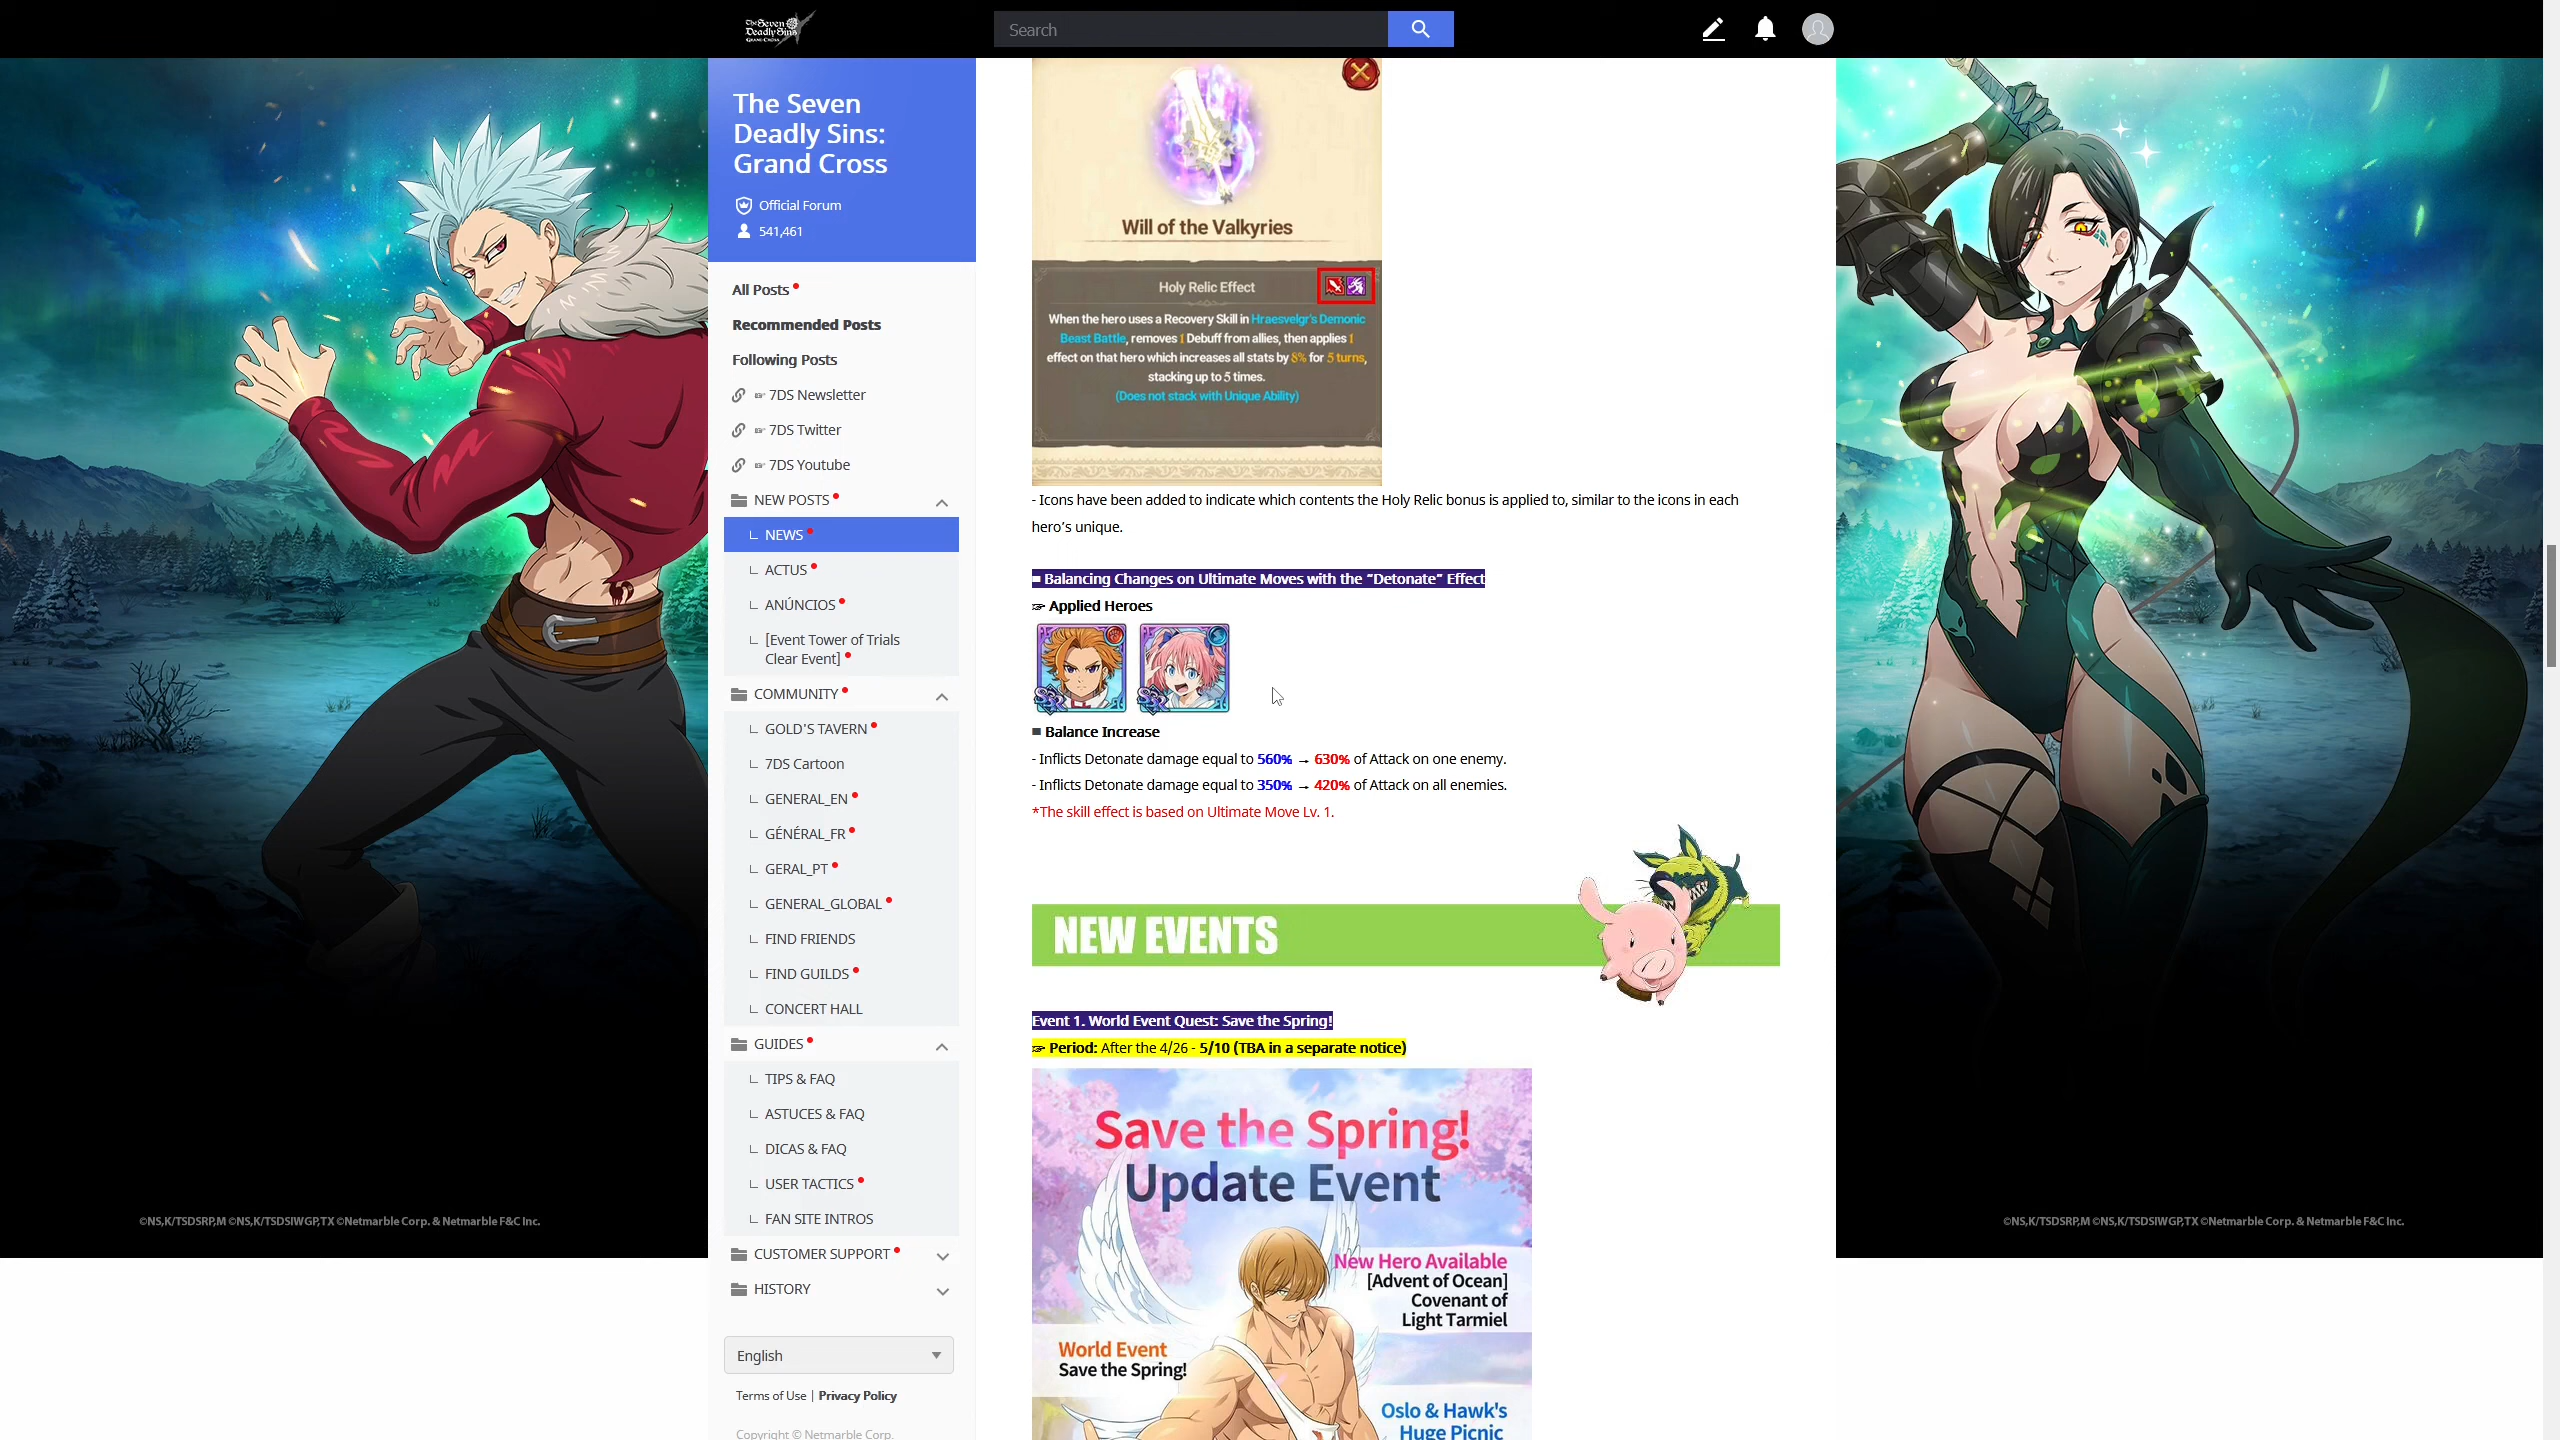 The Seven
Deadly Sins
GRAND CROSS
Search
The Seven
Deadly Sins:
Grand Cross
Official Forum
541,461
All Posts
Recommended Posts
Following Posts
☞ 7DS Newsletter
☞ 7DS Twitter
☞ 7DS Youtube
NEW POSTS
NEWS
ACTUS
ANÚNCIOS
[Event Tower of Trials
Clear Event]
COMMUNITY
GOLD'S TAVERN
7DS Cartoon
GENERAL_EN
GÉNÉRAL_FR
GERAL_PT
GENERAL_GLOBAL
FIND FRIENDS
FIND GUILDS
CONCERT HALL
GUIDES
TIPS & FAQ
ASTUCES & FAQ
DICAS & FAQ
USER TACTICS
FAN SITE INTROS
CUSTOMER SUPPORT
HISTORY
English
Terms of Use | Privacy Policy
Copyright © Netmarble Corp.
Will of the Valkyries
Holy Relic Effect
When the hero uses a Recovery Skill in Hraesvelgr's Demonic
Beast Battle, removes 1 Debuff from allies, then applies 1
effect on that hero which increases all stats by 8% for 5 turns,
stacking up to 5 times.
(Does not stack with Unique Ability)
- Icons have been added to indicate which contents the Holy Relic bonus is applied to, similar to the icons in each
hero’s unique.
■ Balancing Changes on Ultimate Moves with the “Detonate” Effect
☞ Applied Heroes
SSR
SSR
■ Balance Increase
- Inflicts Detonate damage equal to 560% → 630% of Attack on one enemy.
- Inflicts Detonate damage equal to 350% → 420% of Attack on all enemies.
*The skill effect is based on Ultimate Move Lv. 1.
NEW EVENTS
Event 1. World Event Quest: Save the Spring!
☞ Period: After the 4/26 - 5/10 (TBA in a separate notice)
Save the Spring!
Update Event
New Hero Available
[Advent of Ocean]
Covenant of
Light Tarmiel
World Event
Save the Spring!
Oslo & Hawk's
Huge Picnic
©NS,K/TSDSRP,M ©NS,K/TSDSIWGP,TX ©Netmarble Corp. & Netmarble F&C Inc.
©NS,K/TSDSRP,M ©NS,K/TSDSIWGP,TX ©Netmarble Corp. & Netmarble F&C Inc.